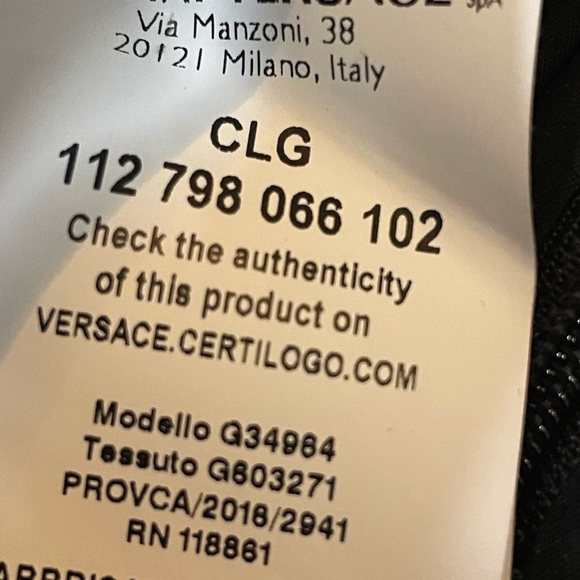 Via Manzoni, 38
20121 Milano, Italy
CLG
112 798 066 102
Check the authenticity
of this product on
VERSACE.CERTILOGO.COM
Modello G34964
Tessuto G603271
PROVCA/2016/2941
RN 118861